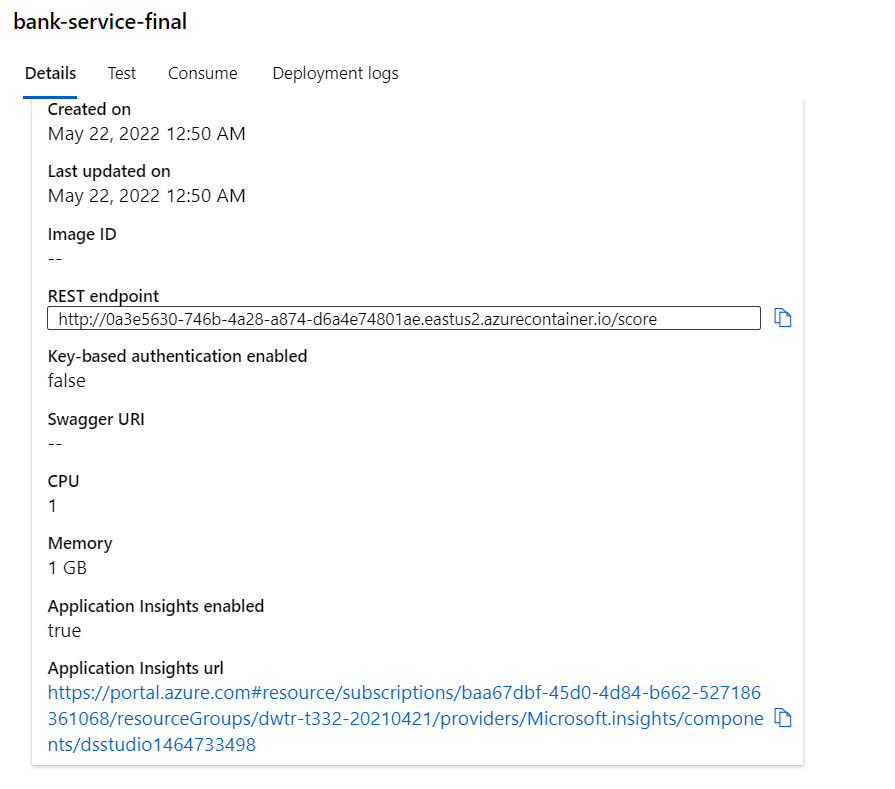 bank-service-final
Details Test Consume Deployment logs
Created on
May 22, 2022 12:50 AM
Last updated on
May 22, 2022 12:50 AM
Image ID
--
REST endpoint
http://0a3e5630-746b-4a28-a874-d6a4e74801ae.eastus2.azurecontainer.io/score
Key-based authentication enabled
false
Swagger URI
--
CPU
1
Memory
1 GB
Application Insights enabled
true
Application Insights url
https://portal.azure.com#resource/subscriptions/baa67dbf-45d0-4d84-b662-527186
361068/resourceGroups/dwtr-t332-20210421/providers/Microsoft.insights/compone
nts/dsstudio1464733498